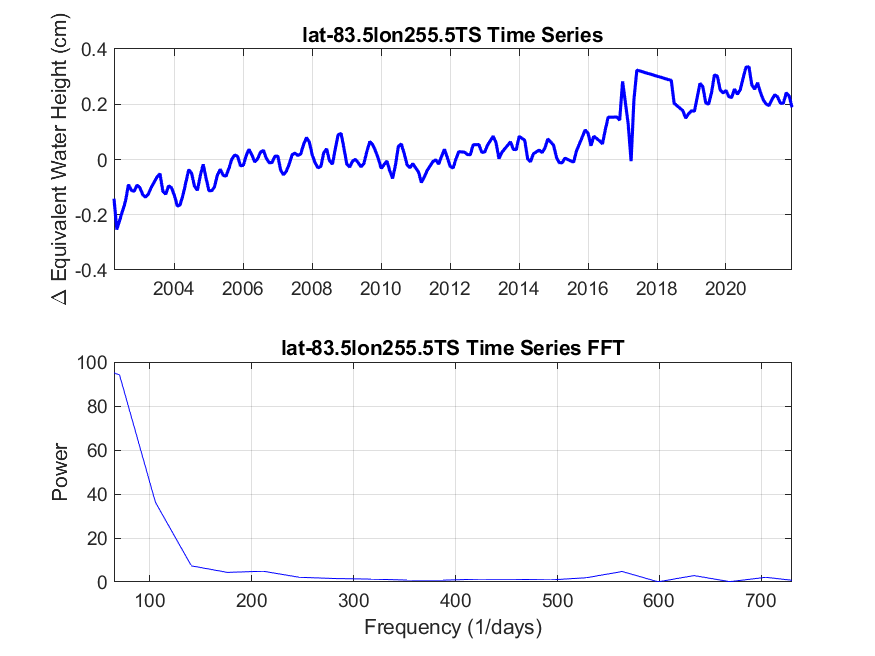 lat-83.5lon255.5TS Time Series
Δ Equivalent Water Height (cm)
0.4
0.2
0
-0.2
-0.4
2004 2006 2008 2010 2012 2014 2016 2018 2020
lat-83.5lon255.5TS Time Series FFT
Power
100
80
60
40
20
0
100 200 300 400 500 600 700
Frequency (1/days)